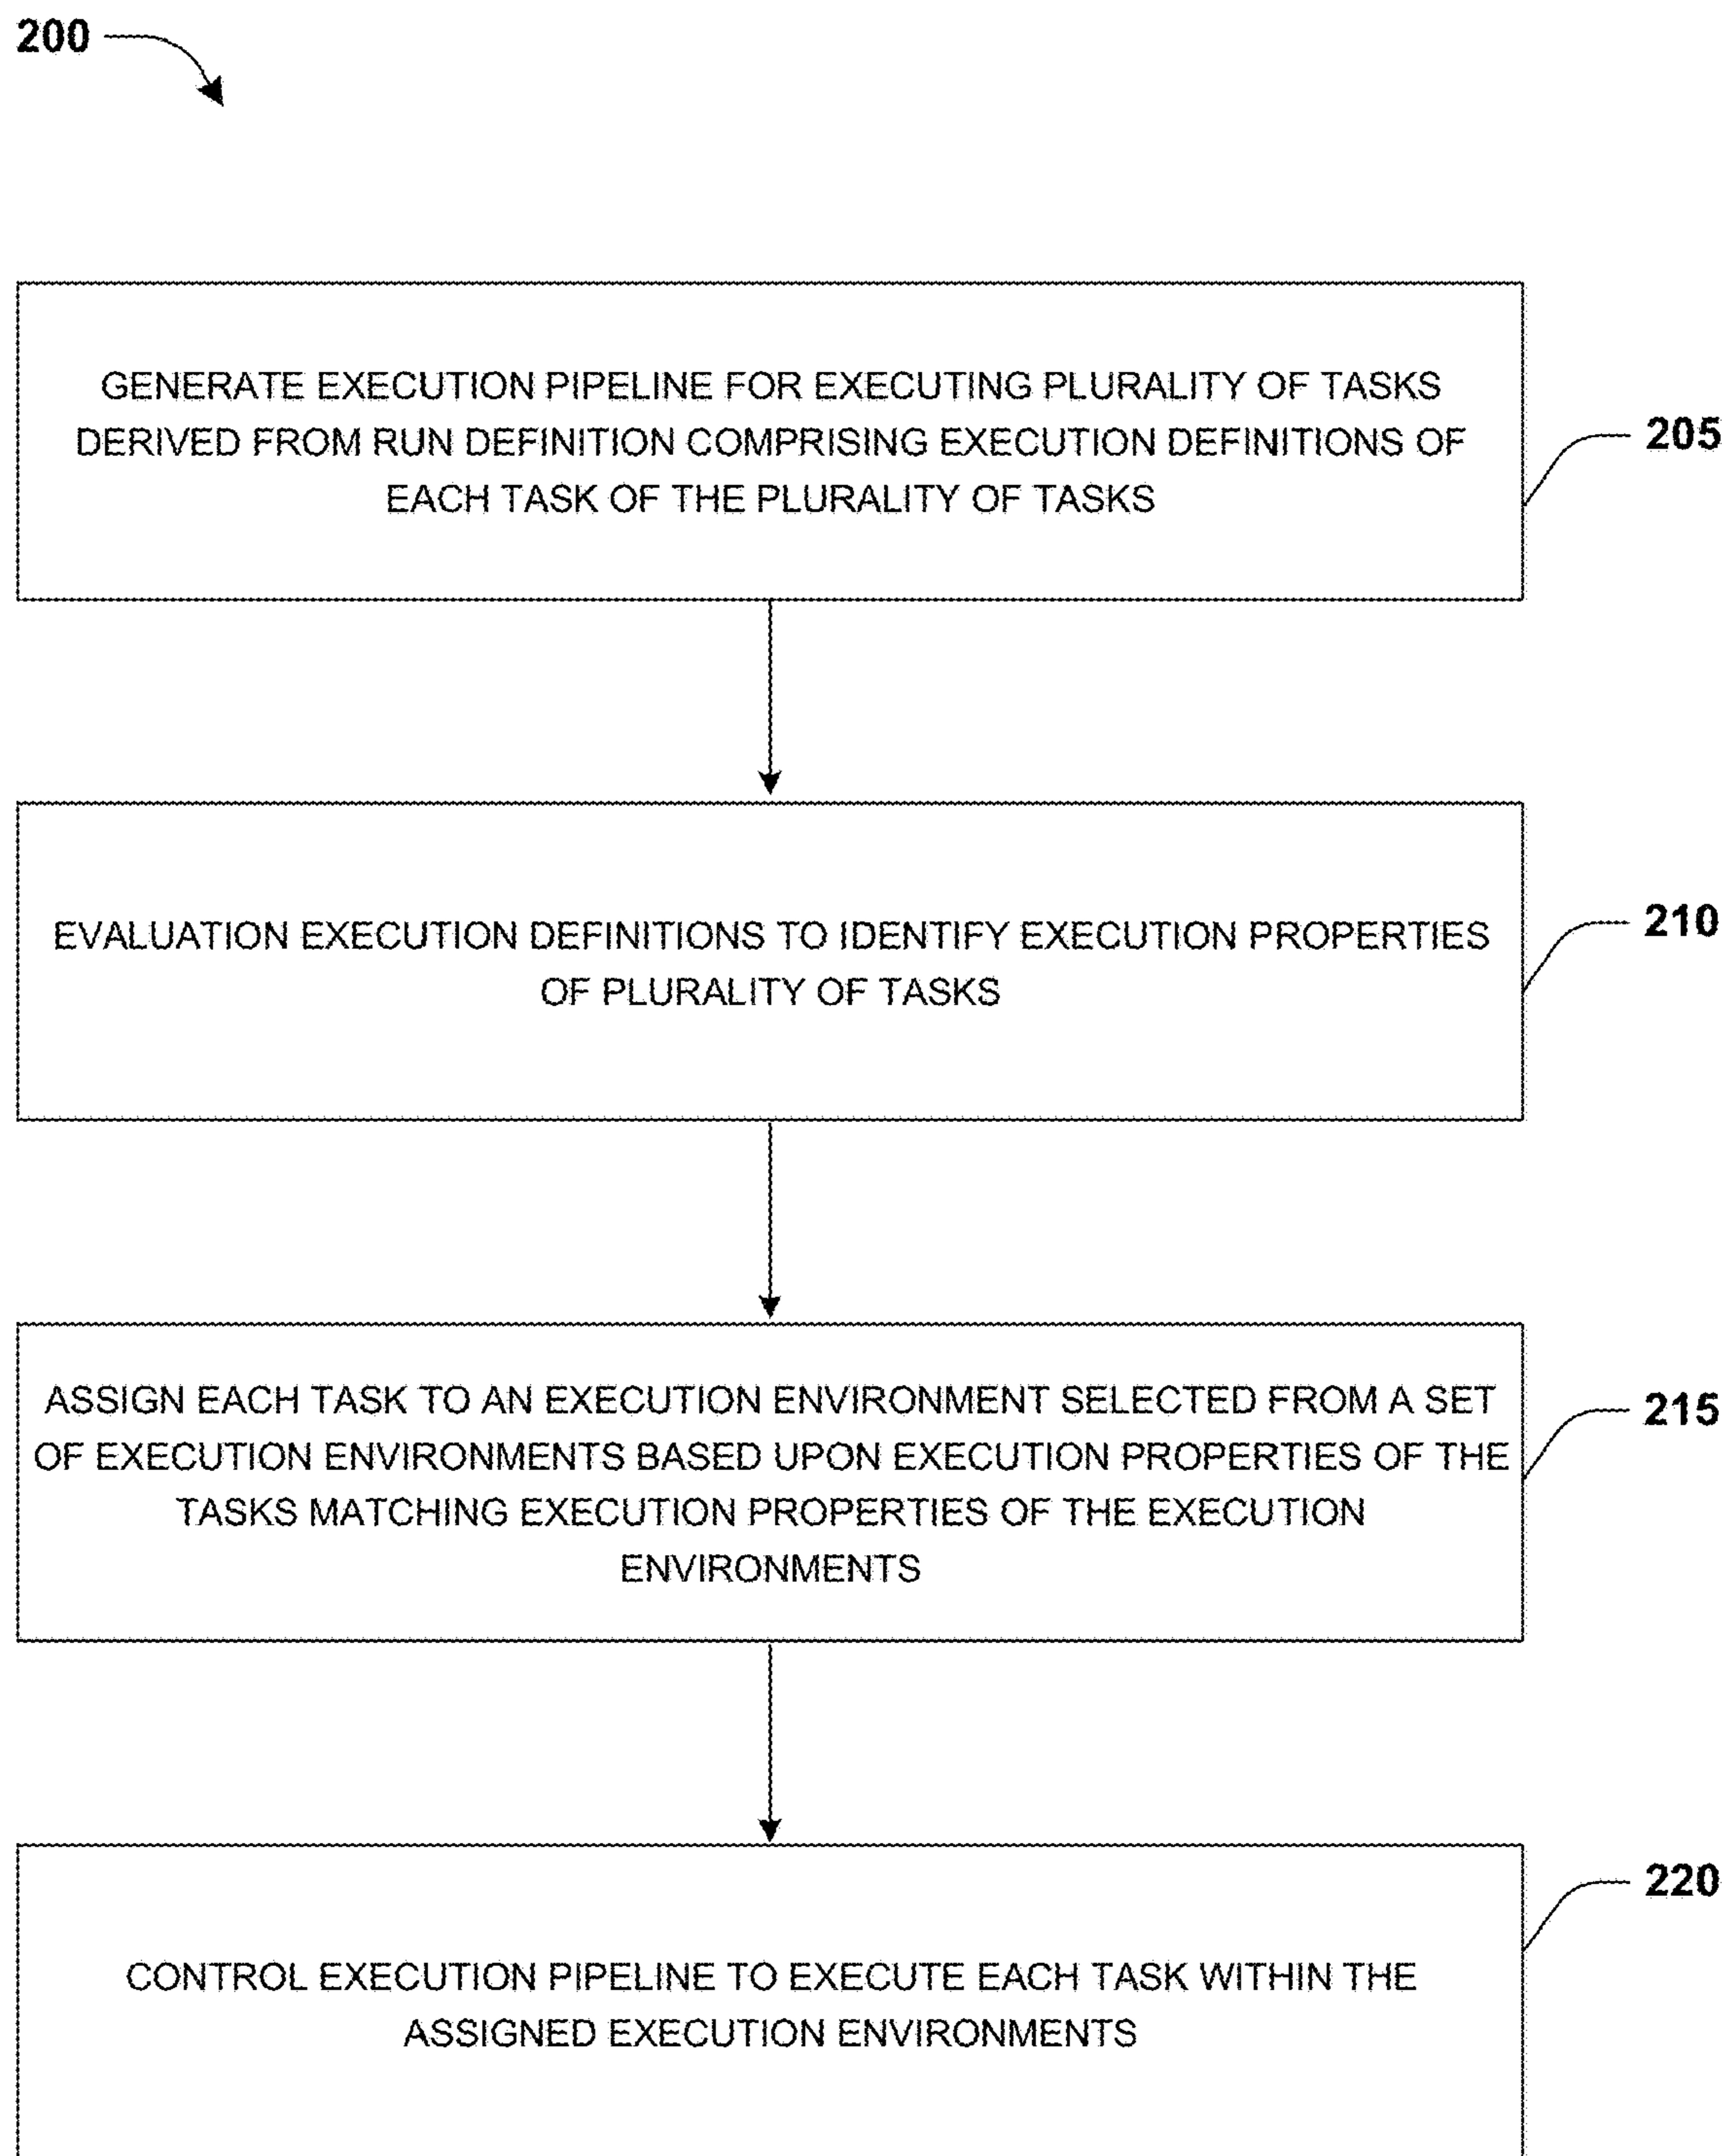 200
GENERATE EXECUTION PIPELINE FOR EXECUTING PLURALITY OF TASKS
DERIVED FROM RUN DEFINITION COMPRISING EXECUTION DEFINITIONS OF
EACH TASK OF THE PLURALITY OF TASKS
205
EVALUATION EXECUTION DEFINITIONS TO IDENTIFY EXECUTION PROPERTIES
OF PLURALITY OF TASKS
210
ASSIGN EACH TASK TO AN EXECUTION ENVIRONMENT SELECTED FROM A SET
OF EXECUTION ENVIRONMENTS BASED UPON EXECUTION PROPERTIES OF THE
TASKS MATCHING EXECUTION PROPERTIES OF THE EXECUTION
ENVIRONMENTS
215
CONTROL EXECUTION PIPELINE TO EXECUTE EACH TASK WITHIN THE
ASSIGNED EXECUTION ENVIRONMENTS
220